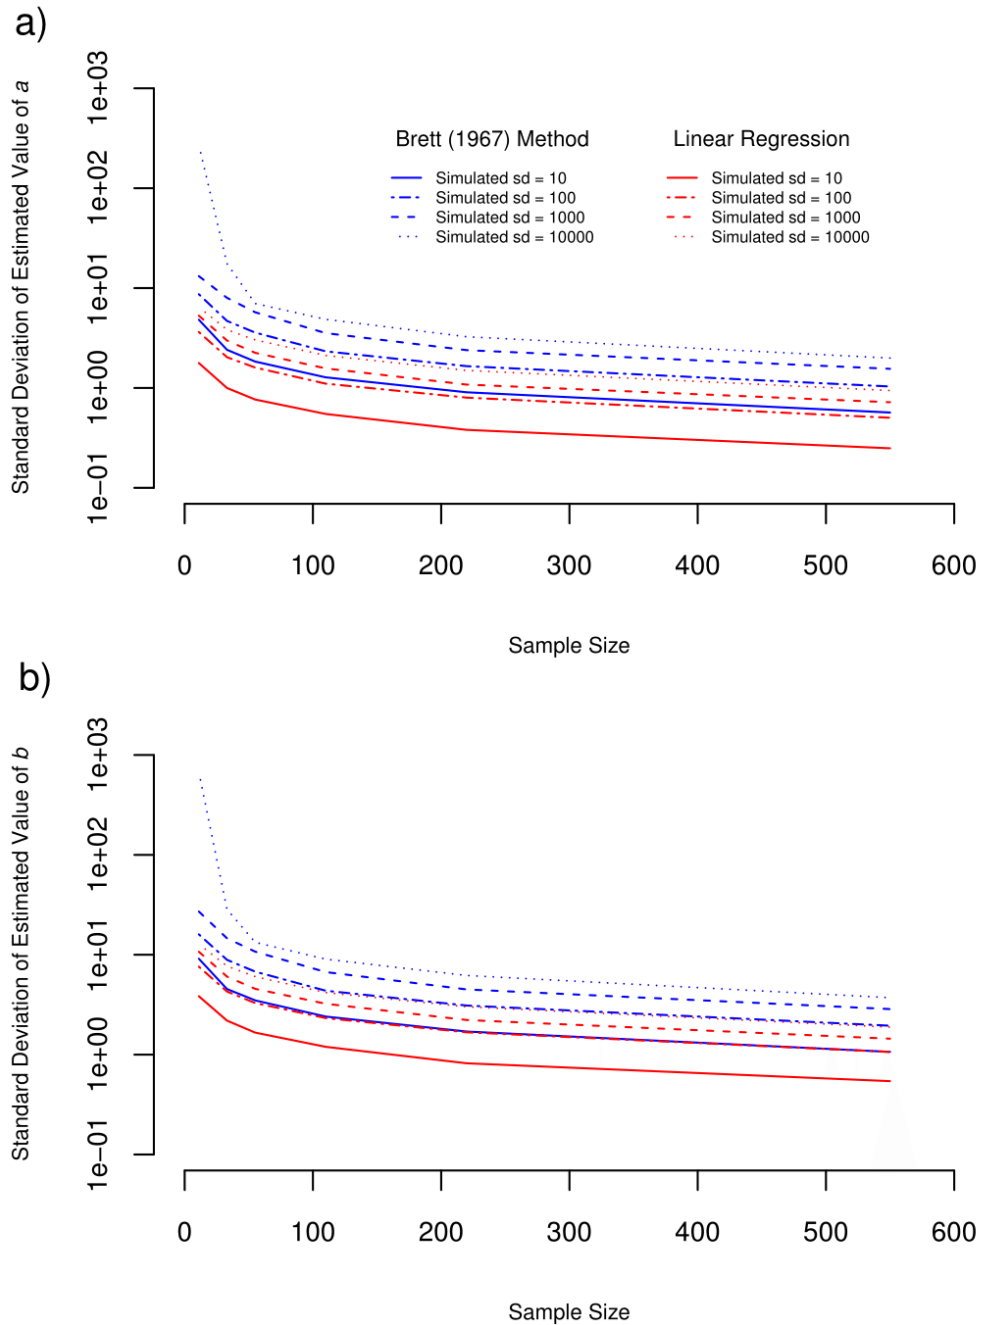 a)
Standard Deviation of Estimated Value of a
1e+03
1e+02
1e+01
1e+00
1e−01
Brett (1967) Method
Simulated sd = 10
Simulated sd = 100
Simulated sd = 1000
Simulated sd = 10000
Linear Regression
Simulated sd = 10
Simulated sd = 100
Simulated sd = 1000
Simulated sd = 10000
0 100 200 300 400 500 600
Sample Size
b)
Standard Deviation of Estimated Value of b
1e+03
1e+02
1e+01
1e+00
1e−01
0 100 200 300 400 500 600
Sample Size